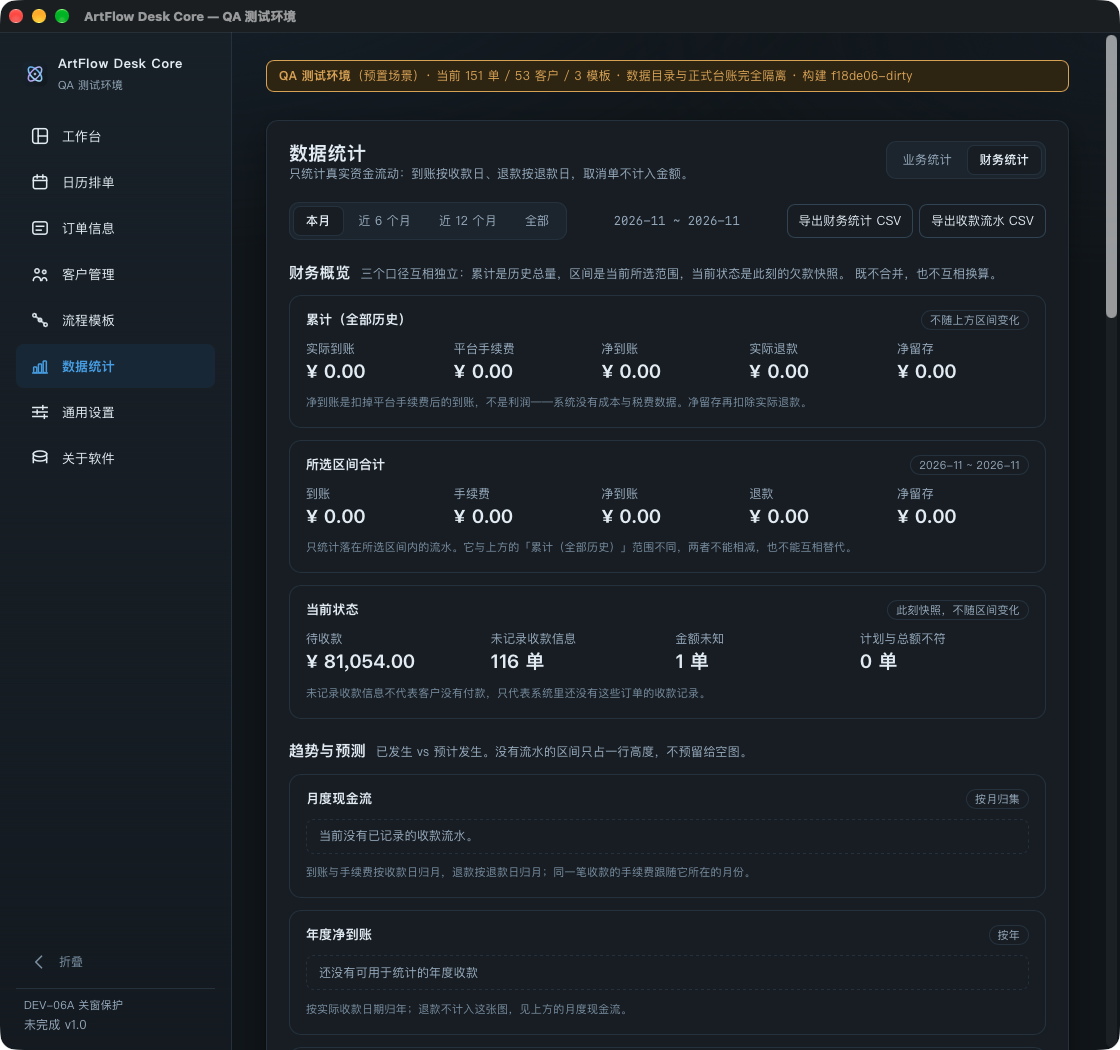 ArtFlow Desk Core — QA 测试环境
ArtFlow Desk Core
QA 测试环境
工作台
日历排单
订单信息
客户管理
流程模板
数据统计
通用设置
关于软件
折叠
DEV-06A 关窗保护
未完成 v1.0
QA 测试环境（预置场景）· 当前 151 单 / 53 客户 / 3 模板 · 数据目录与正式台账完全隔离 · 构建 f18de06-dirty
数据统计
只统计真实资金流动：到账按收款日、退款按退款日，取消单不计入金额。
业务统计 财务统计
本月 近 6 个月 近 12 个月 全部 2026-11 ~ 2026-11 导出财务统计 CSV 导出收款流水 CSV
财务概览 三个口径互相独立：累计是历史总量，区间是当前所选范围，当前状态是此刻的欠款快照。 既不合并，也不互相换算。
累计（全部历史） 不随上方区间变化
实际到账 平台手续费 净到账 实际退款 净留存
¥ 0.00 ¥ 0.00 ¥ 0.00 ¥ 0.00 ¥ 0.00
净到账是扣掉平台手续费后的到账，不是利润——系统没有成本与税费数据。净留存再扣除实际退款。
所选区间合计 2026-11 ~ 2026-11
到账 手续费 净到账 退款 净留存
¥ 0.00 ¥ 0.00 ¥ 0.00 ¥ 0.00 ¥ 0.00
只统计落在所选区间内的流水。它与上方的「累计（全部历史）」范围不同，两者不能相减，也不能互相替代。
当前状态 此刻快照，不随区间变化
待收款 未记录收款信息 金额未知 计划与总额不符
¥ 81,054.00 116 单 1 单 0 单
未记录收款信息不代表客户没有付款，只代表系统里还没有这些订单的收款记录。
趋势与预测 已发生 vs 预计发生。没有流水的区间只占一行高度，不预留给空图。
月度现金流 按月归集
当前没有已记录的收款流水。
到账与手续费按收款日归月，退款按退款日归月；同一笔收款的手续费跟随它所在的月份。
年度净到账 按年
还没有可用于统计的年度收款
按实际收款日期归年；退款不计入这张图，见上方的月度现金流。